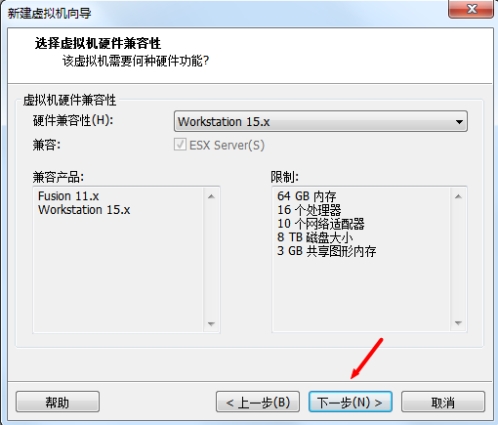 新建虚拟机向导
选择虚拟机硬件兼容性
该虚拟机需要何种硬件功能?
虚拟机硬件兼容性
硬件兼容性(H): Workstation 15.x
兼容: ESX Server(S)
兼容产品:
Fusion 11.x
Workstation 15.x
限制:
64 GB 内存
16 个处理器
10 个网络适配器
8 TB 磁盘大小
3 GB 共享图形内存
帮助 < 上一步(B) 下一步(N) > 取消